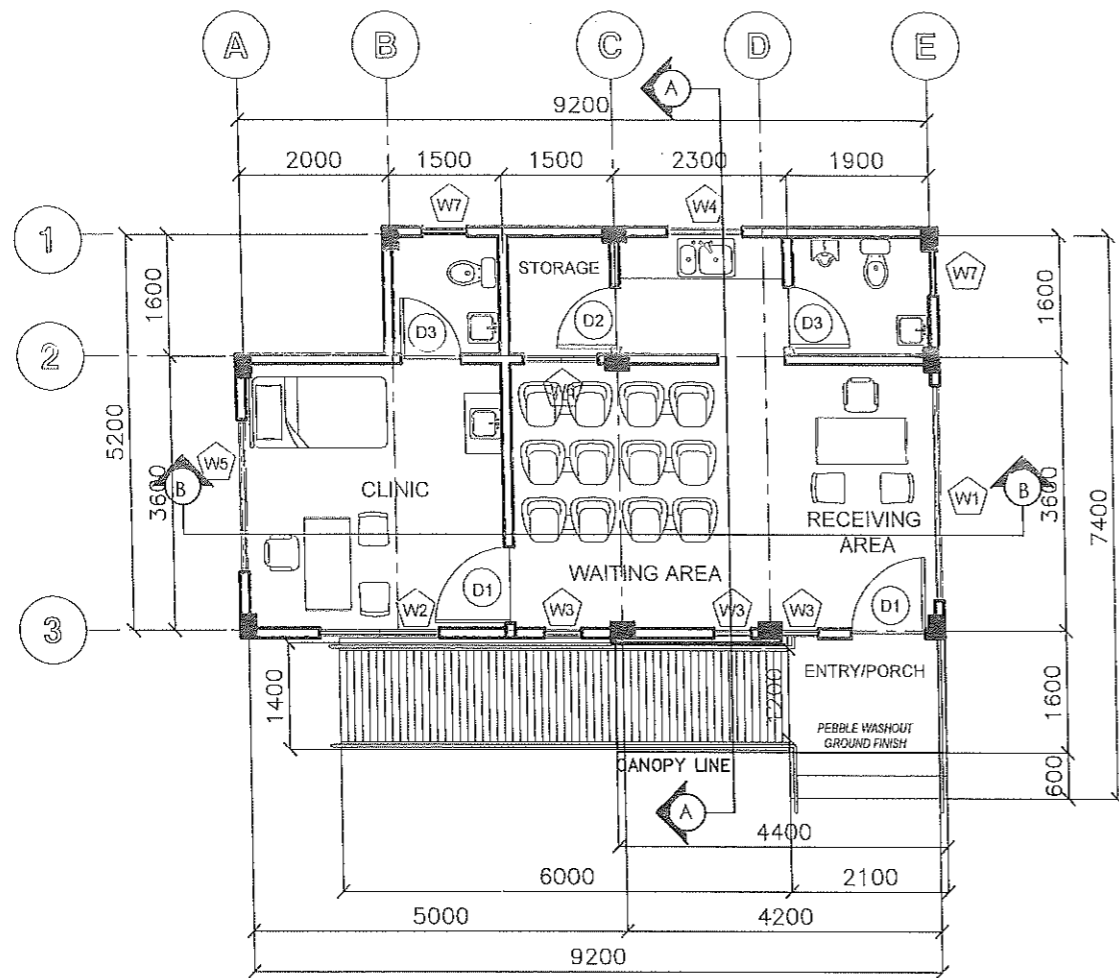 A B C D E
A
9200
2000 1500 1500 2300 1900
1
W7 W4
STORAGE
W7
1600 1600
D3 D2 D3
2
5200
W5
B B
3600 3600
CLINIC
W1
7400
RECEIVING
AREA
WAITING AREA
D1 D1
W2 W3 W3 W3
3
ENTRY/PORCH
1400 1200 1600
PEBBLE WASHOUT
GROUND FINISH
CANOPY LINE
600
A
4400
6000 2100
5000 4200
9200